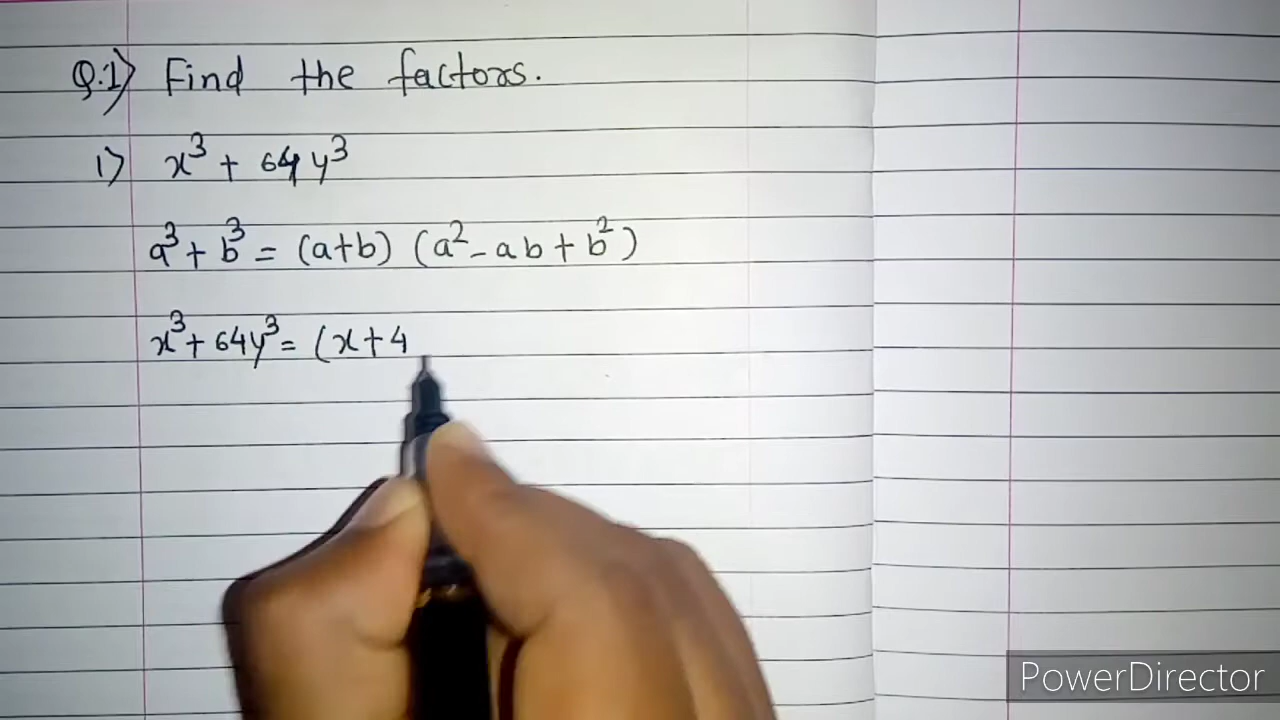 Q.1) Find the factors.
1) x³ + 64y³
a³ + b³ = (a+b) (a² - ab + b²)
x³ + 64y³ = (x + 4
PowerDirector